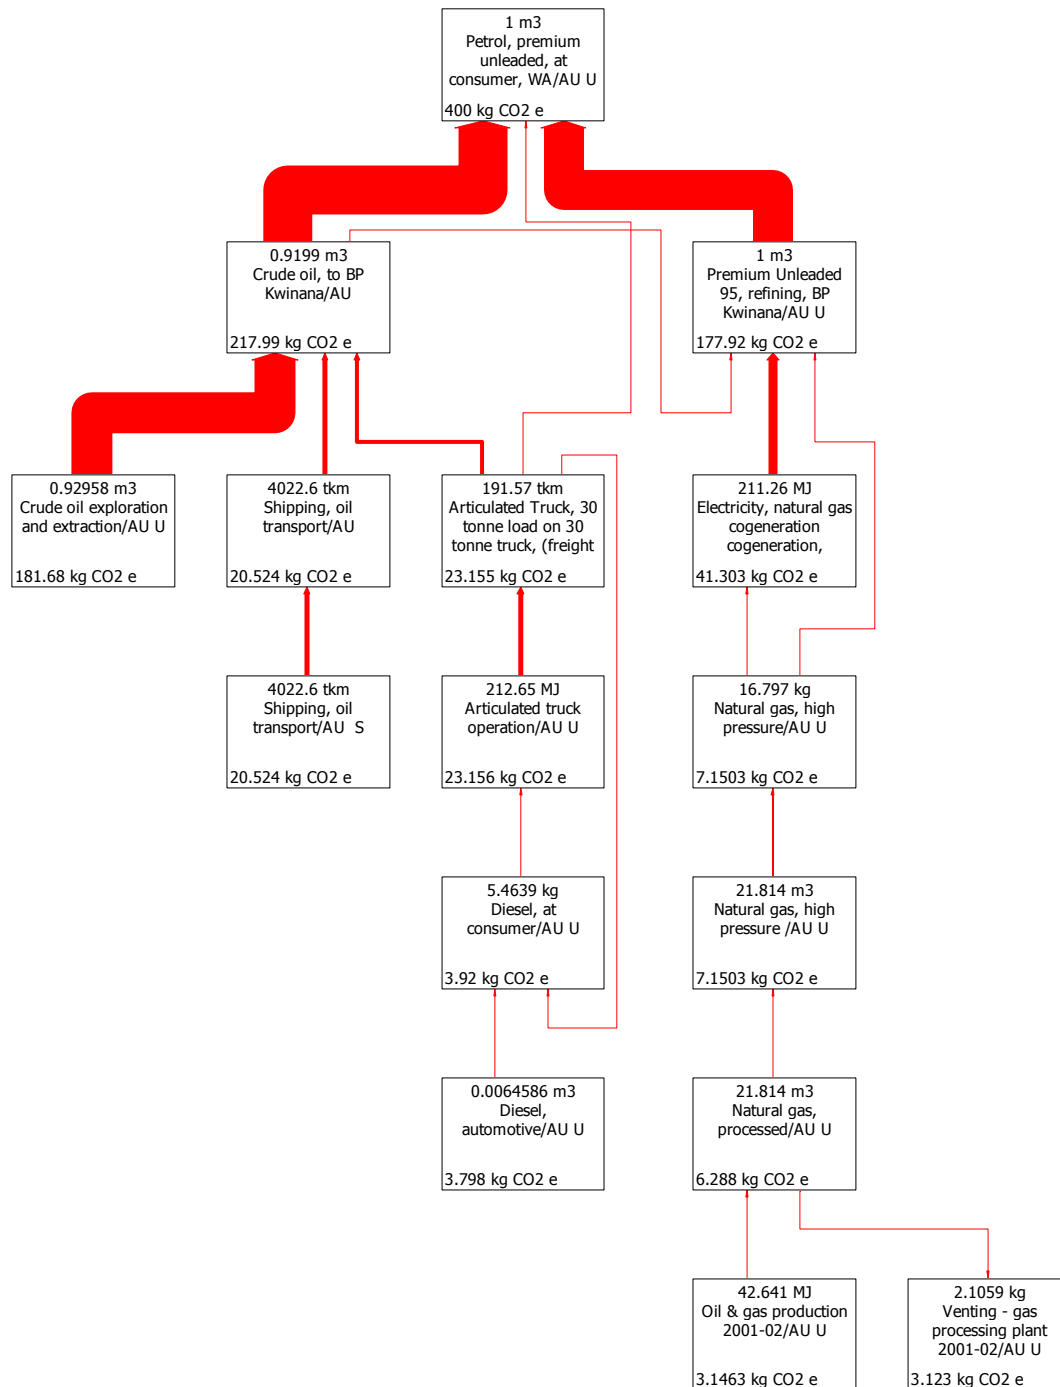 1 m3
Petrol, premium
unleaded, at
consumer, WA/AU U
400 kg CO2 e
0.9199 m3
Crude oil, to BP
Kwinana/AU
217.99 kg CO2 e
1 m3
Premium Unleaded
95, refining, BP
Kwinana/AU U
177.92 kg CO2 e
0.92958 m3
Crude oil exploration
and extraction/AU U
181.68 kg CO2 e
4022.6 tkm
Shipping, oil
transport/AU
20.524 kg CO2 e
191.57 tkm
Articulated Truck, 30
tonne load on 30
tonne truck, (freight
23.155 kg CO2 e
211.26 MJ
Electricity, natural gas
cogeneration
cogeneration,
41.303 kg CO2 e
4022.6 tkm
Shipping, oil
transport/AU S
20.524 kg CO2 e
212.65 MJ
Articulated truck
operation/AU U
23.156 kg CO2 e
16.797 kg
Natural gas, high
pressure/AU U
7.1503 kg CO2 e
5.4639 kg
Diesel, at
consumer/AU U
3.92 kg CO2 e
21.814 m3
Natural gas, high
pressure /AU U
7.1503 kg CO2 e
0.0064586 m3
Diesel,
automotive/AU U
3.798 kg CO2 e
21.814 m3
Natural gas,
processed/AU U
6.288 kg CO2 e
42.641 MJ
Oil & gas production
2001-02/AU U
3.1463 kg CO2 e
2.1059 kg
Venting - gas
processing plant
2001-02/AU U
3.123 kg CO2 e